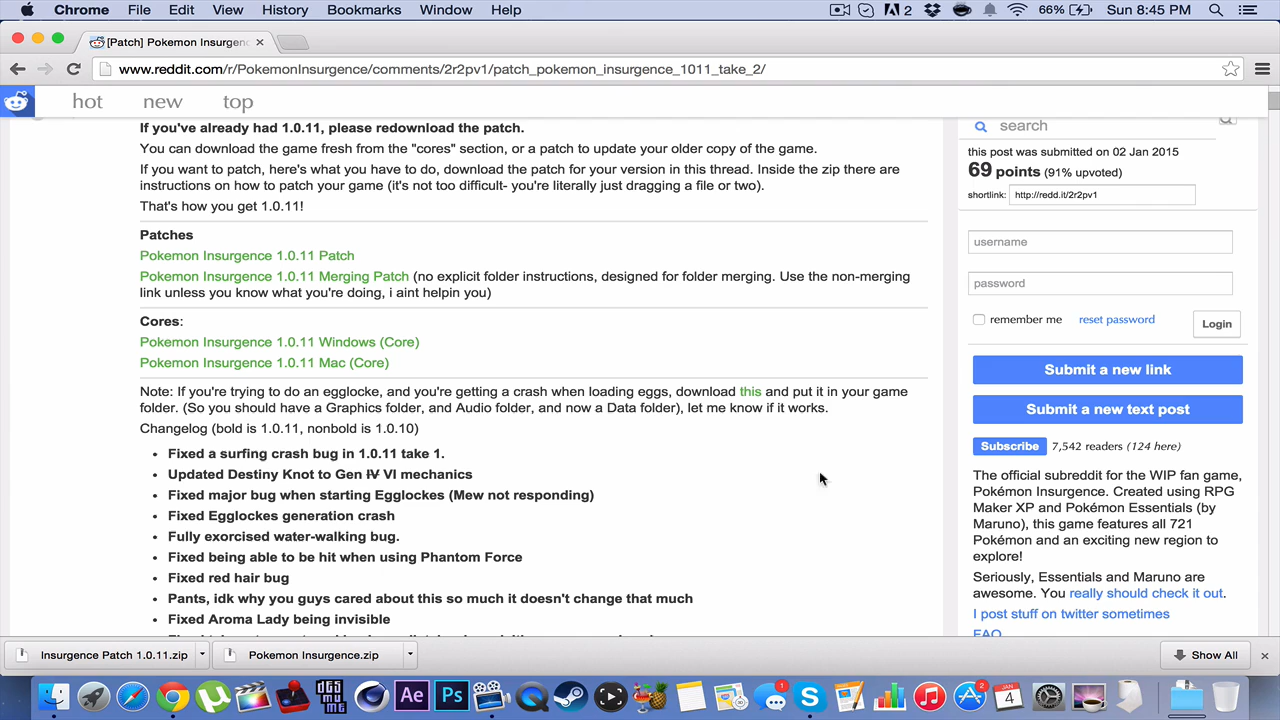 Chrome File Edit View History Bookmarks Window Help 2 66% Sun 8:45 PM
[Patch] Pokemon Insurgenc
www.reddit.com/r/PokemonInsurgence/comments/2r2pv1/patch_pokemon_insurgence_1011_take_2/
hot new top
If you've already had 1.0.11, please redownload the patch.
You can download the game fresh from the "cores" section, or a patch to update your older copy of the game.
If you want to patch, here's what you have to do, download the patch for your version in this thread. Inside the zip there are
instructions on how to patch your game (it's not too difficult- you're literally just dragging a file or two).
That's how you get 1.0.11!
Patches
Pokemon Insurgence 1.0.11 Patch
Pokemon Insurgence 1.0.11 Merging Patch (no explicit folder instructions, designed for folder merging. Use the non-merging
link unless you know what you're doing, i aint helpin you)
Cores:
Pokemon Insurgence 1.0.11 Windows (Core)
Pokemon Insurgence 1.0.11 Mac (Core)
Note: If you're trying to do an egglocke, and you're getting a crash when loading eggs, download this and put it in your game
folder. (So you should have a Graphics folder, and Audio folder, and now a Data folder), let me know if it works.
Changelog (bold is 1.0.11, nonbold is 1.0.10)
• Fixed a surfing crash bug in 1.0.11 take 1.
• Updated Destiny Knot to Gen IV VI mechanics
• Fixed major bug when starting Egglockes (Mew not responding)
• Fixed Egglockes generation crash
• Fully exorcised water-walking bug.
• Fixed being able to be hit when using Phantom Force
• Fixed red hair bug
• Pants, idk why you guys cared about this so much it doesn't change that much
• Fixed Aroma Lady being invisible
search
this post was submitted on 02 Jan 2015
69 points (91% upvoted)
shortlink: http://redd.it/2r2pv1
username
password
remember me reset password Login
Submit a new link
Submit a new text post
Subscribe 7,542 readers (124 here)
The official subreddit for the WIP fan game,
Pokémon Insurgence. Created using RPG
Maker XP and Pokémon Essentials (by
Maruno), this game features all 721
Pokémon and an exciting new region to
explore!
Seriously, Essentials and Maruno are
awesome. You really should check it out.
I post stuff on twitter sometimes
FAQ
Insurgence Patch 1.0.11.zip Pokemon Insurgence.zip Show All
Ae Ps 1 JAN 4 2